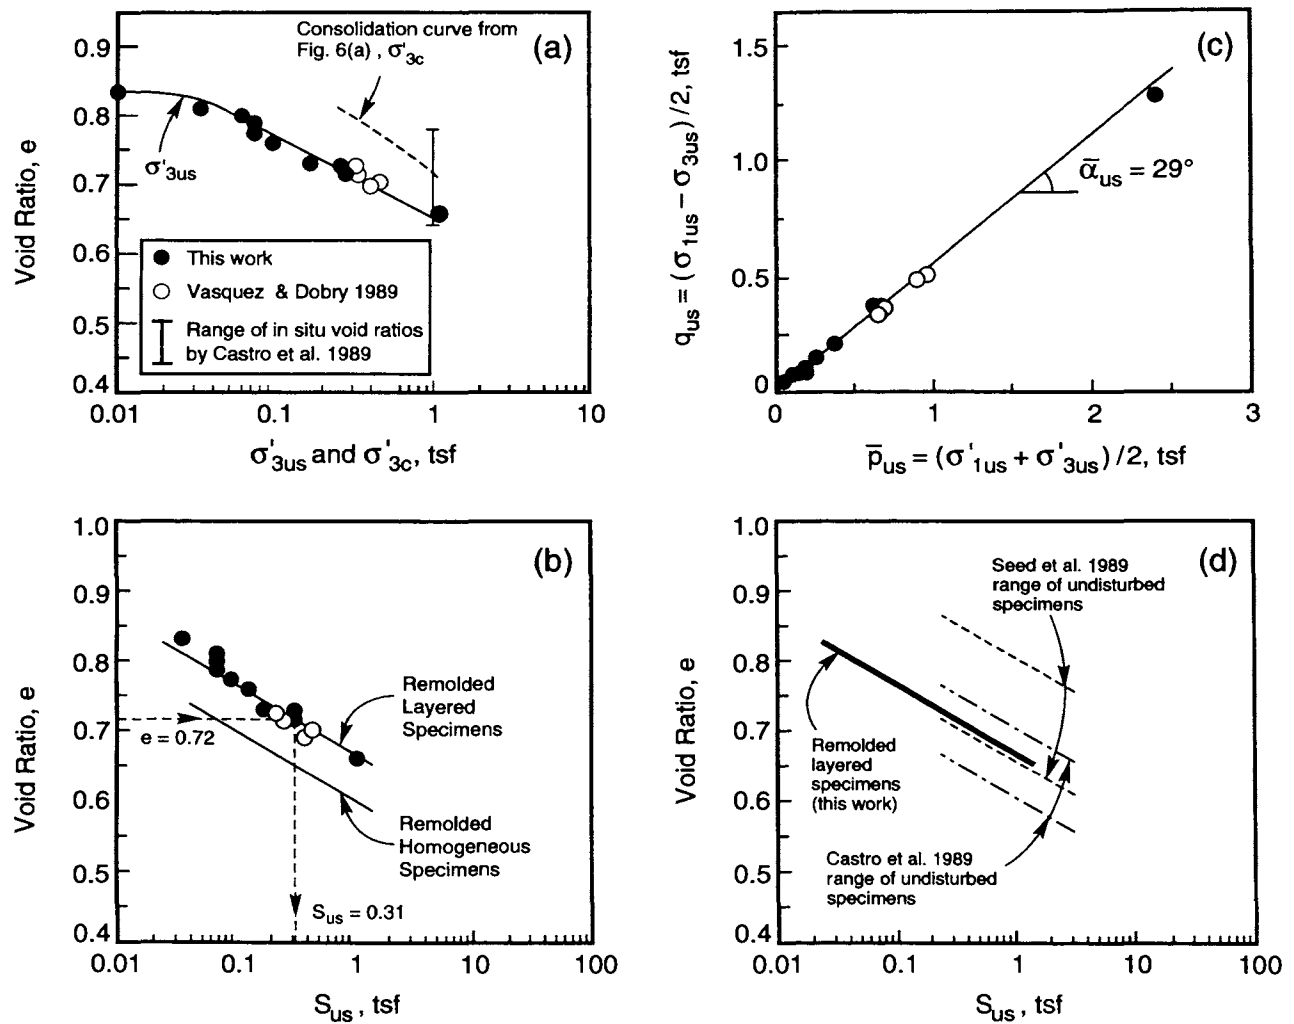 (a)
Consolidation curve from
Fig. 6(a) , σ'3c
σ'3us
Void Ratio, e
0.9
0.8
0.7
0.6
0.5
0.4
This work
Vasquez & Dobry 1989
Range of in situ void ratios
by Castro et al. 1989
0.01 0.1 1 10
σ'3us and σ'3c, tsf
(c)
qus = (σ1us − σ3us)/2, tsf
1.5
1.0
0.5
0
ᾱus = 29°
0 1 2 3
p̄us = (σ'1us + σ'3us)/2, tsf
(b)
Void Ratio, e
1.0
0.9
0.8
0.7
0.6
0.5
0.4
e = 0.72
Remolded
Layered
Specimens
Remolded
Homogeneous
Specimens
Sus = 0.31
0.01 0.1 1 10 100
Sus , tsf
(d)
Void Ratio, e
1.0
0.9
0.8
0.7
0.6
0.5
0.4
Seed et al. 1989
range of undisturbed
specimens
Remolded
layered
specimens
(this work)
Castro et al. 1989
range of undisturbed
specimens
0.01 0.1 1 10 100
Sus , tsf